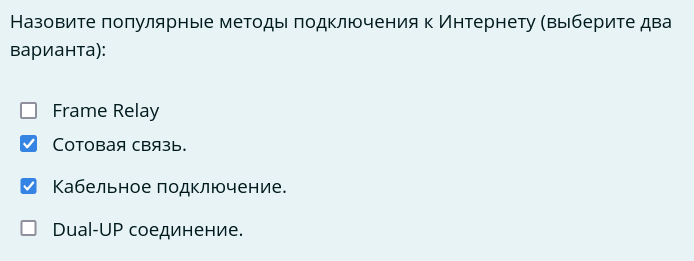 Назовите популярные методы подключения к Интернету (выберите два
варианта):
Frame Relay
Сотовая связь.
Кабельное подключение.
Dual-UP соединение.